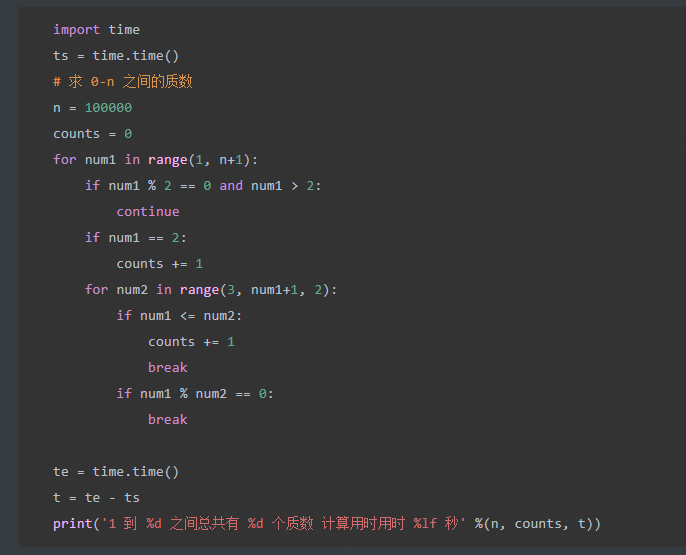 import time
ts = time.time()
# 求 0-n 之间的质数
n = 100000
counts = 0
for num1 in range(1, n+1):
    if num1 % 2 == 0 and num1 > 2:
        continue
    if num1 == 2:
        counts += 1
    for num2 in range(3, num1+1, 2):
        if num1 <= num2:
            counts += 1
            break
        if num1 % num2 == 0:
            break
te = time.time()
t = te - ts
print('1 到 %d 之间总共有 %d 个质数 计算用时用时 %lf 秒' %(n, counts, t))